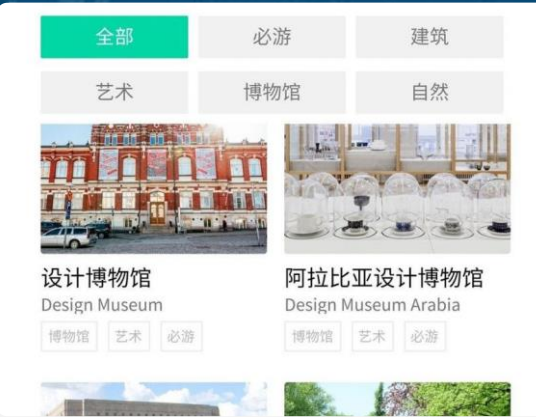 全部 必游 建筑
艺术 博物馆 自然
设计博物馆
Design Museum
博物馆 艺术 必游
阿拉比亚设计博物馆
Design Museum Arabia
博物馆 艺术 必游